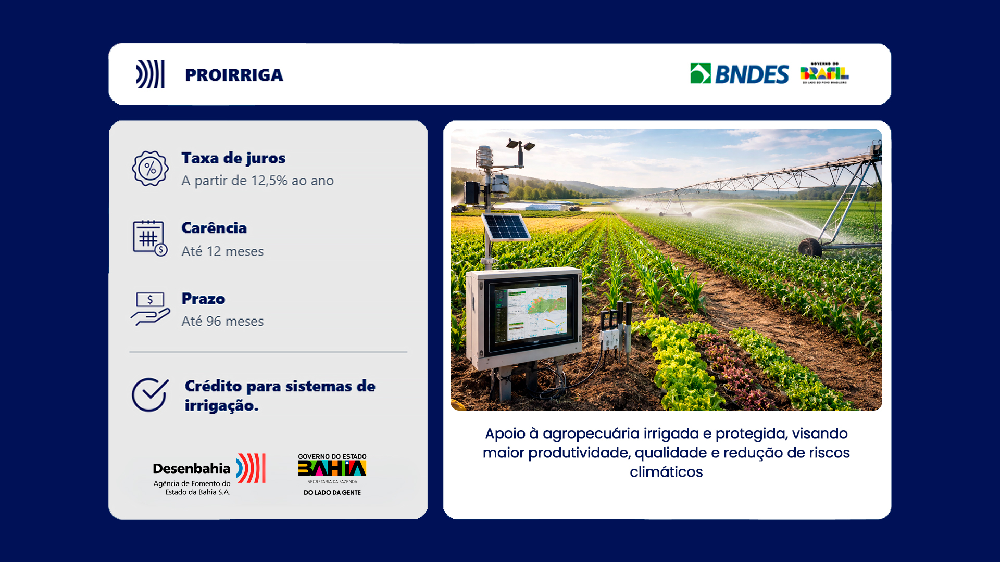 PROIRRIGA
BNDES
GOVERNO DO
BRASIL
DO LADO DO POVO BRASILEIRO
Taxa de juros
A partir de 12,5% ao ano
Carência
Até 12 meses
Prazo
Até 96 meses
Crédito para sistemas de
irrigação.
Desenbahia
Agência de Fomento do
Estado da Bahia S.A.
GOVERNO DO ESTADO
BAHIA
SECRETARIA DA FAZENDA
DO LADO DA GENTE
Apoio à agropecuária irrigada e protegida, visando
maior produtividade, qualidade e redução de riscos
climáticos